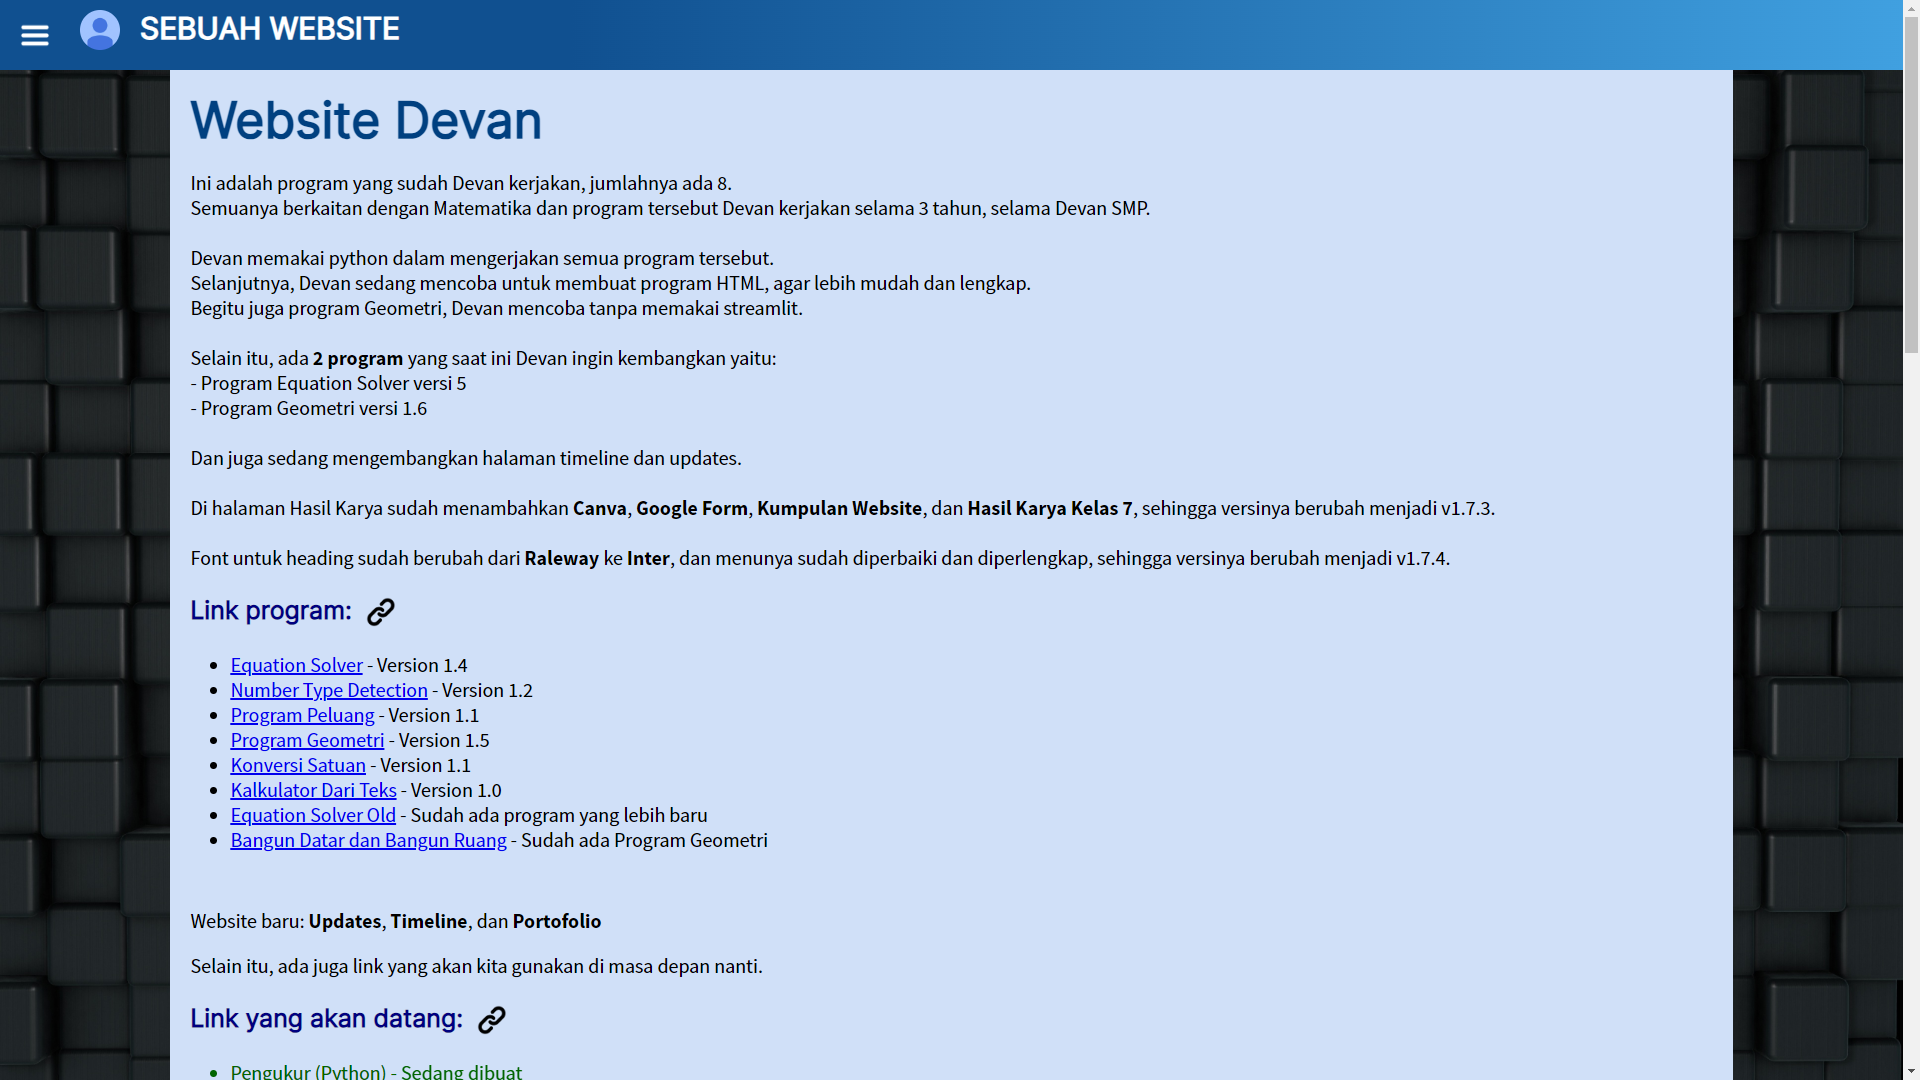 SEBUAH WEBSITE
Website Devan
Ini adalah program yang sudah Devan kerjakan, jumlahnya ada 8.
Semuanya berkaitan dengan Matematika dan program tersebut Devan kerjakan selama 3 tahun, selama Devan SMP.
Devan memakai python dalam mengerjakan semua program tersebut.
Selanjutnya, Devan sedang mencoba untuk membuat program HTML, agar lebih mudah dan lengkap.
Begitu juga program Geometri, Devan mencoba tanpa memakai streamlit.
Selain itu, ada 2 program yang saat ini Devan ingin kembangkan yaitu:
- Program Equation Solver versi 5
- Program Geometri versi 1.6
Dan juga sedang mengembangkan halaman timeline dan updates.
Di halaman Hasil Karya sudah menambahkan Canva, Google Form, Kumpulan Website, dan Hasil Karya Kelas 7, sehingga versinya berubah menjadi v1.7.3.
Font untuk heading sudah berubah dari Raleway ke Inter, dan menunya sudah diperbaiki dan diperlengkap, sehingga versinya berubah menjadi v1.7.4.
Link program:
• Equation Solver - Version 1.4
• Number Type Detection - Version 1.2
• Program Peluang - Version 1.1
• Program Geometri - Version 1.5
• Konversi Satuan - Version 1.1
• Kalkulator Dari Teks - Version 1.0
• Equation Solver Old - Sudah ada program yang lebih baru
• Bangun Datar dan Bangun Ruang - Sudah ada Program Geometri
Website baru: Updates, Timeline, dan Portofolio
Selain itu, ada juga link yang akan kita gunakan di masa depan nanti.
Link yang akan datang:
• Pengukur (Python) - Sedang dibuat